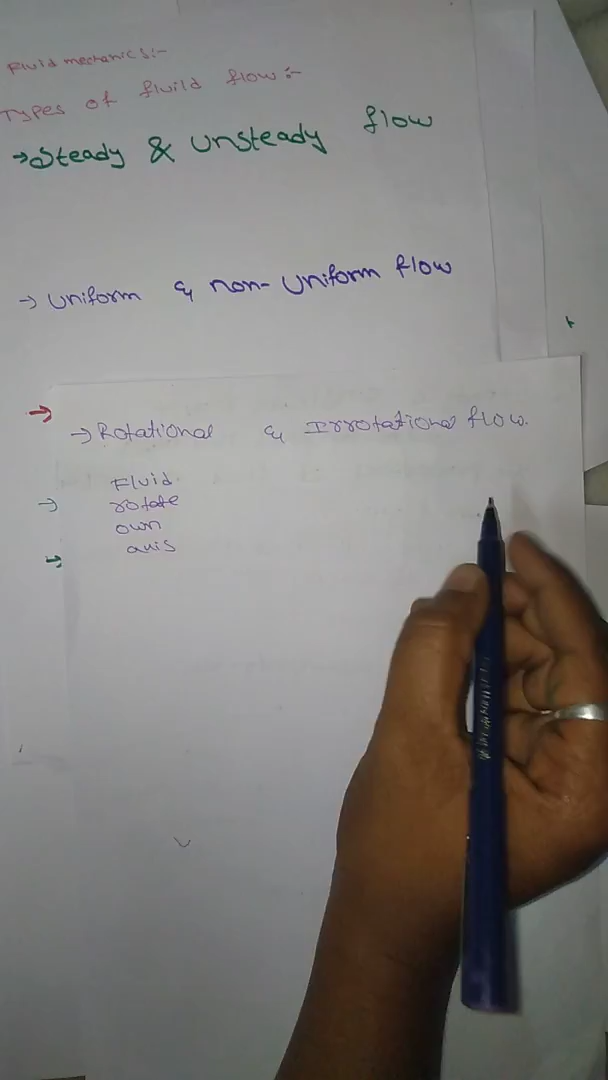 Fluid mechanics:-
Types of fluild flow:-
→Steady & Unsteady flow
→ Uniform & non-Uniform flow
→ Rotational & Irrotational flow.
Fluid
rotate
own
axis